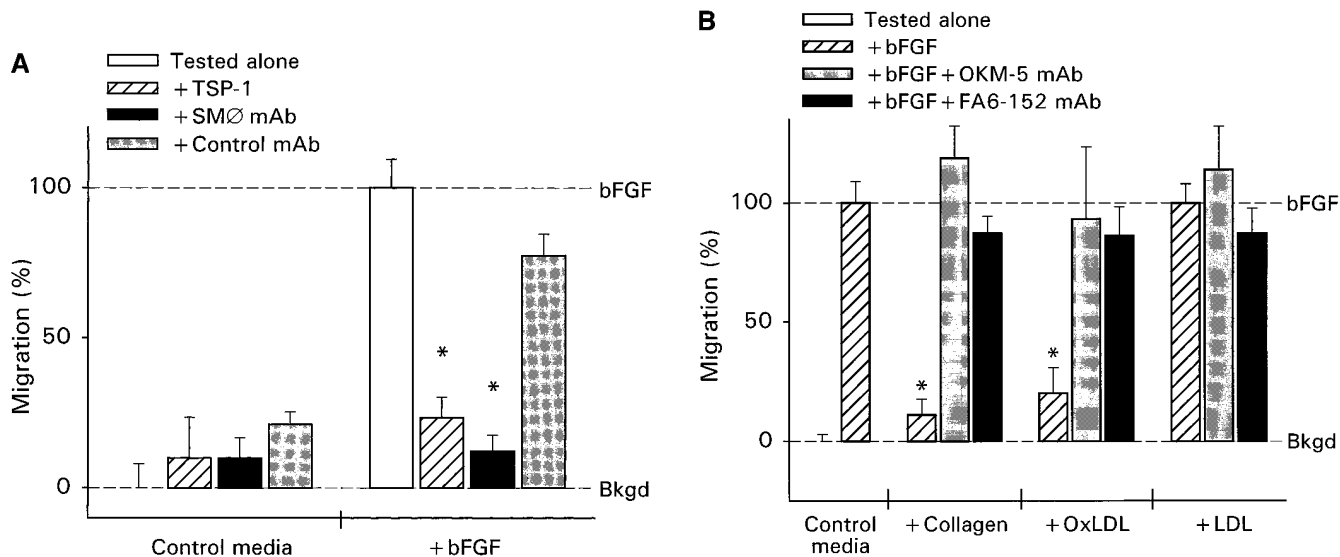 A
Tested alone
+TSP-1
+SMØ mAb
+Control mAb
Migration (%)
100
50
0
bFGF
Bkgd
*
*
Control media
+bFGF
B
Tested alone
+bFGF
+bFGF+OKM-5 mAb
+bFGF+FA6-152 mAb
Migration (%)
100
50
0
bFGF
Bkgd
*
*
Control
media
+Collagen
+OxLDL
+LDL